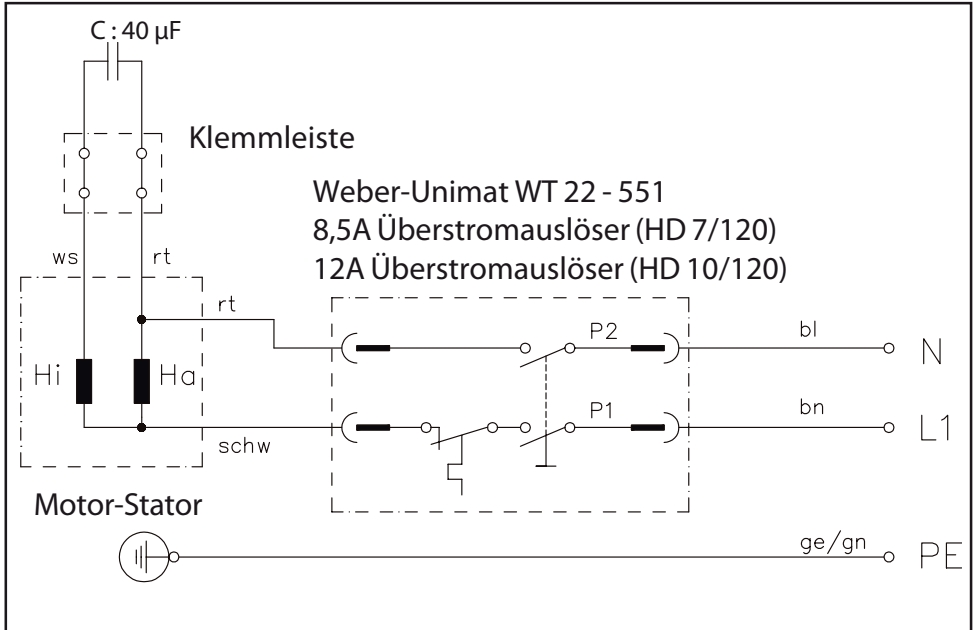 C : 40 µF
Klemmleiste
Weber-Unimat WT 22 - 551
8,5A Überstromauslöser (HD 7/120)
12A Überstromauslöser (HD 10/120)
ws
rt
rt
P2
bl
N
Hi
Ha
P1
bn
L1
schw
Motor-Stator
ge/gn
PE